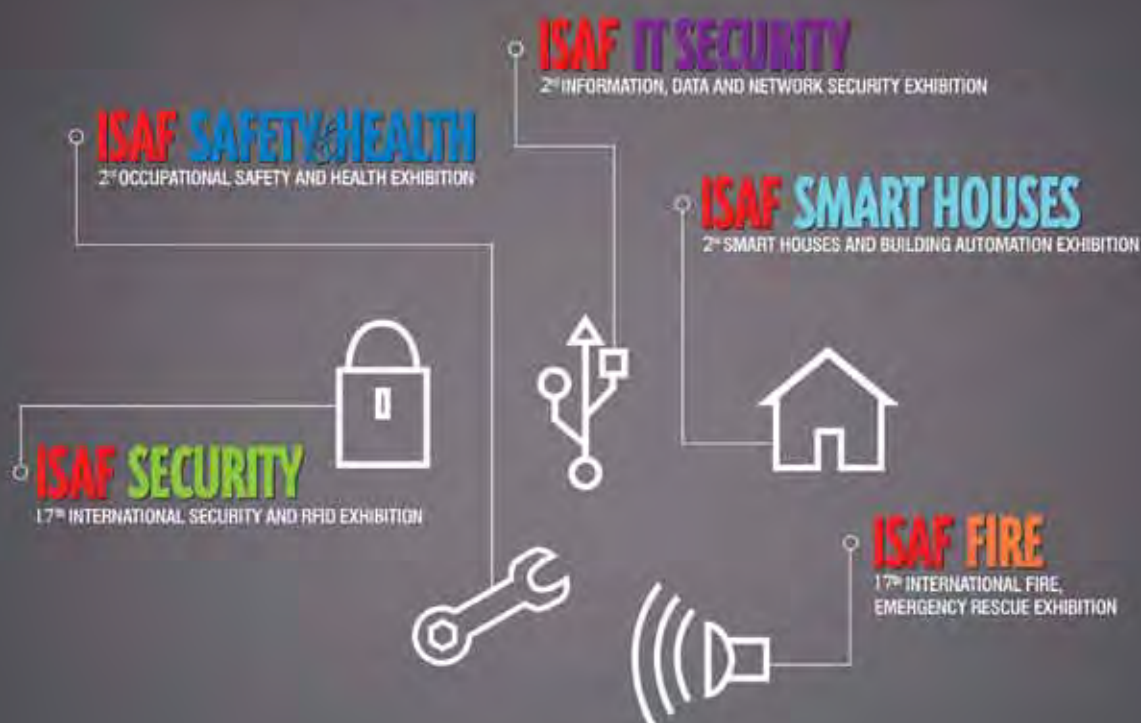 ISAF IT SECURITY
2nd INFORMATION, DATA AND NETWORK SECURITY EXHIBITION
ISAF SAFETY & HEALTH
2nd OCCUPATIONAL SAFETY AND HEALTH EXHIBITION
ISAF SMART HOUSES
2nd SMART HOUSES AND BUILDING AUTOMATION EXHIBITION
ISAF SECURITY
17th INTERNATIONAL SECURITY AND RFID EXHIBITION
ISAF FIRE
17th INTERNATIONAL FIRE,
EMERGENCY RESCUE EXHIBITION